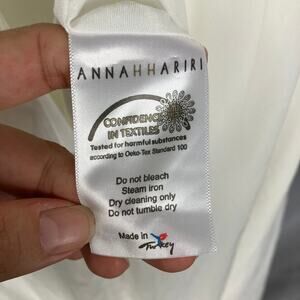 ANNAHHARIRI
CONFIDENCE
IN TEXTILES
Tested for harmful substances
according to Oeko-Tex Standard 100
Do not bleach
Steam iron
Dry cleaning only
Do not tumble dry
Made in Turkey